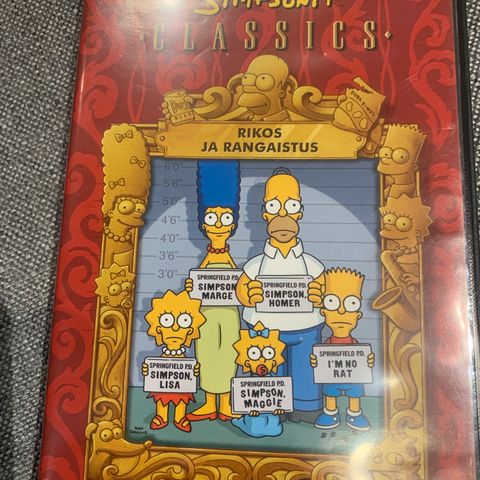 SIMPSONIT
CLASSICS
RIKOS
JA RANGAISTUS
6'0"
5'6"
5'0"
4'6"
4'0"
3'6"
3'0"
SPRINGFIELD P.D.
SIMPSON,
MARGE
SPRINGFIELD P.D.
SIMPSON,
HOMER
SPRINGFIELD P.D.
SIMPSON,
LISA
SPRINGFIELD P.D.
SIMPSON,
MAGGIE
SPRINGFIELD P.D.
I'M NO
RAT